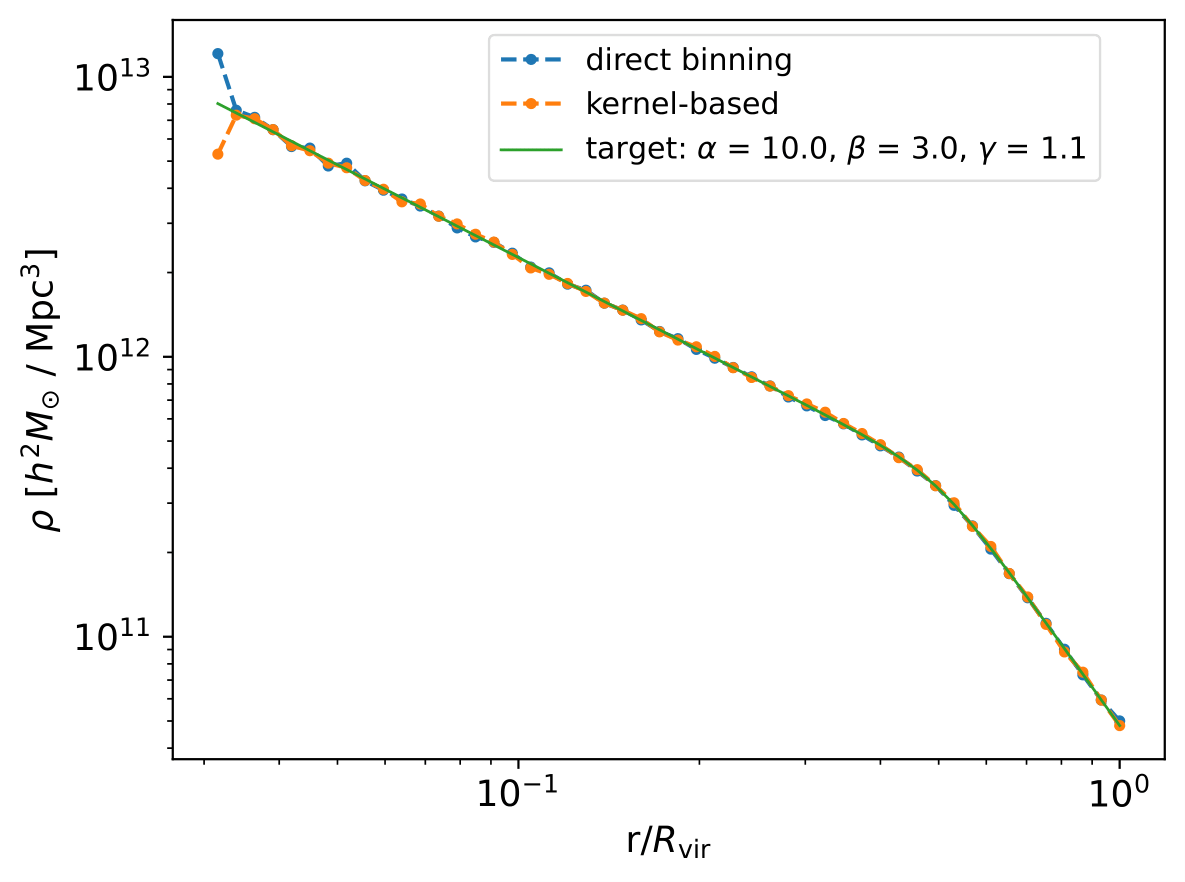 direct binning
kernel-based
target: α = 10.0, β = 3.0, γ = 1.1
10¹³
10¹²
10¹¹
ρ [h²M☉ / Mpc³]
10⁻¹
10⁰
r/R_vir